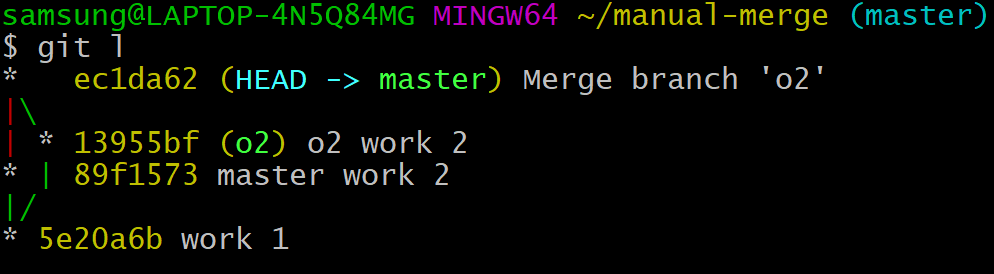 samsung@LAPTOP-4N5Q84MG MINGW64 ~/manual-merge (master)
$ git l
*   ec1da62 (HEAD -> master) Merge branch 'o2'
|\
| * 13955bf (o2) o2 work 2
* | 89f1573 master work 2
|/
* 5e20a6b work 1